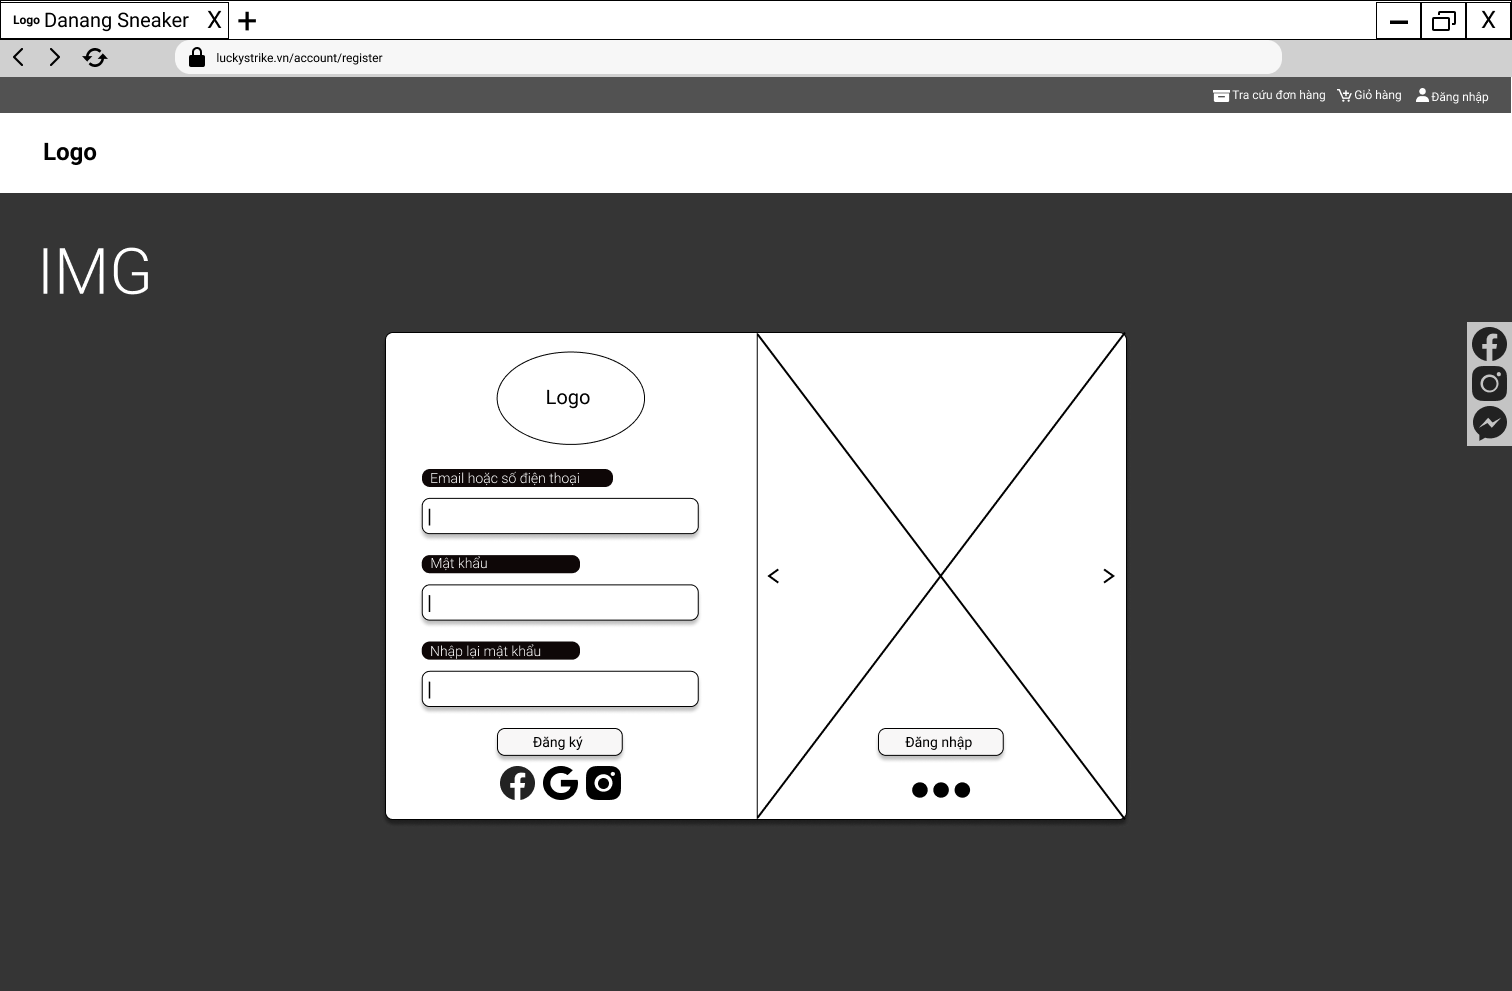 Logo Danang Sneaker X +
X
luckystrike.vn/account/register
Tra cứu đơn hàng Giỏ hàng Đăng nhập
Logo
IMG
Logo
Email hoặc số điện thoại
Mật khẩu
Nhập lại mật khẩu
Đăng ký
Đăng nhập